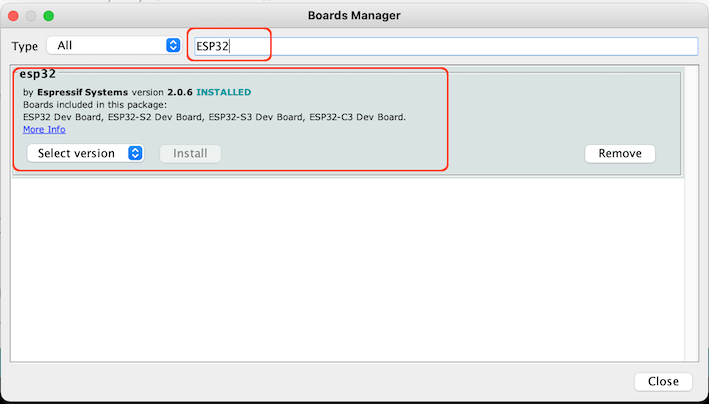 Boards Manager
Type All ESP32
esp32
by Espressif Systems version 2.0.6 INSTALLED
Boards included in this package:
ESP32 Dev Board, ESP32-S2 Dev Board, ESP32-S3 Dev Board, ESP32-C3 Dev Board.
More Info
Select version Install Remove
Close